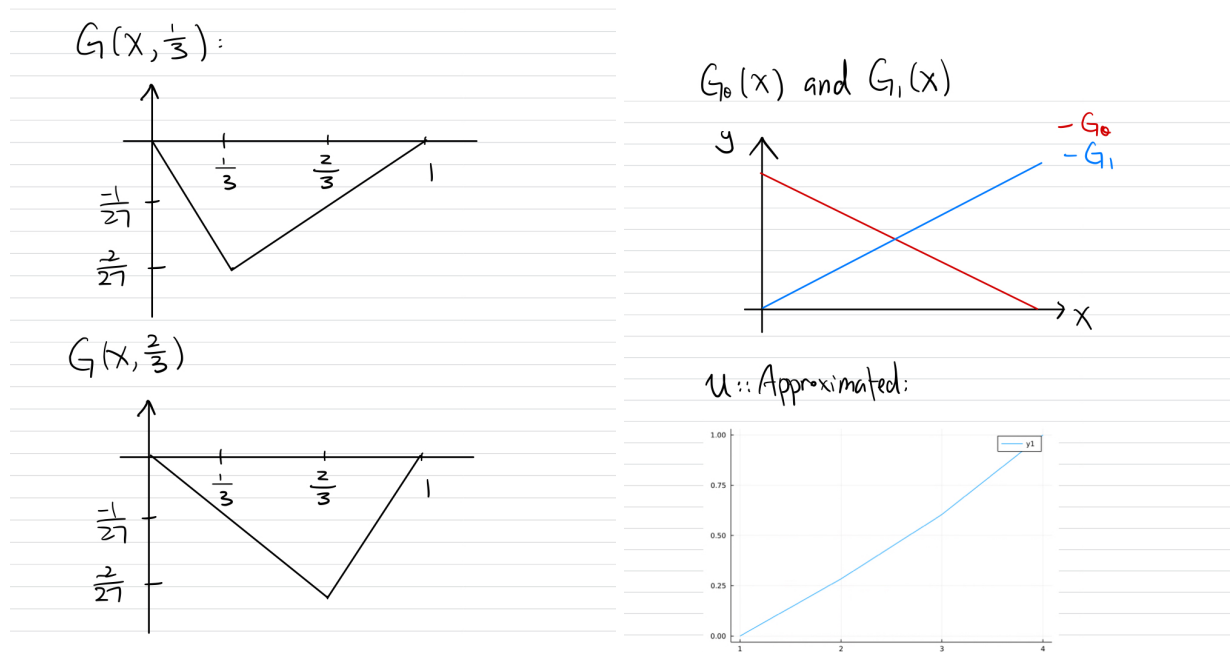 G(x, 1/3):
1/3 2/3 1
-1/27
2/27
G(x, 2/3)
1/3 2/3 1
-1/27
2/27
G₀(x) and G₁(x)
y
- G₀
- G₁
x
u:: Approximated:
1.00
0.75
0.50
0.25
0.00
1 2 3 4
y1